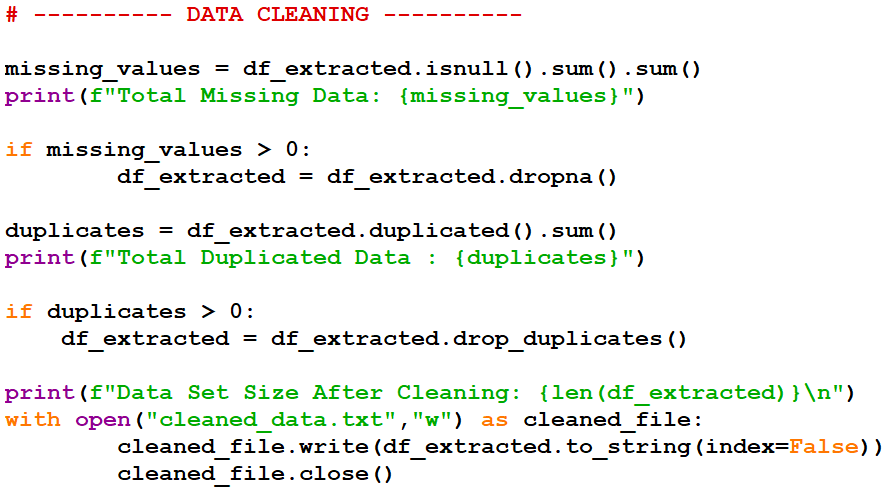 # ---------- DATA CLEANING ----------
missing_values = df_extracted.isnull().sum().sum()
print(f"Total Missing Data: {missing_values}")
if missing_values > 0:
        df_extracted = df_extracted.dropna()
duplicates = df_extracted.duplicated().sum()
print(f"Total Duplicated Data : {duplicates}")
if duplicates > 0:
    df_extracted = df_extracted.drop_duplicates()
print(f"Data Set Size After Cleaning: {len(df_extracted)}\n")
with open("cleaned_data.txt","w") as cleaned_file:
        cleaned_file.write(df_extracted.to_string(index=False))
        cleaned_file.close()